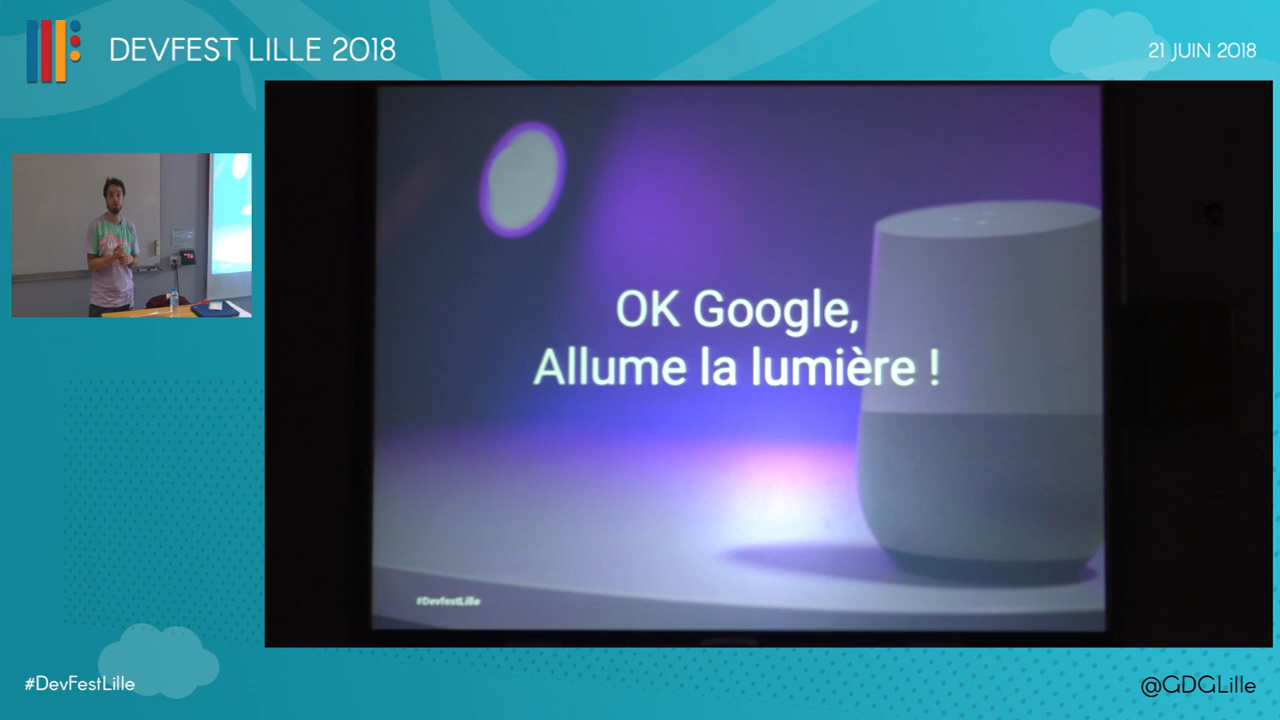 DEVFEST LILLE 2018
21 JUIN 2018
OK Google,
Allume la lumière !
#DevfestLille
#DevFestLille
@GDGLille